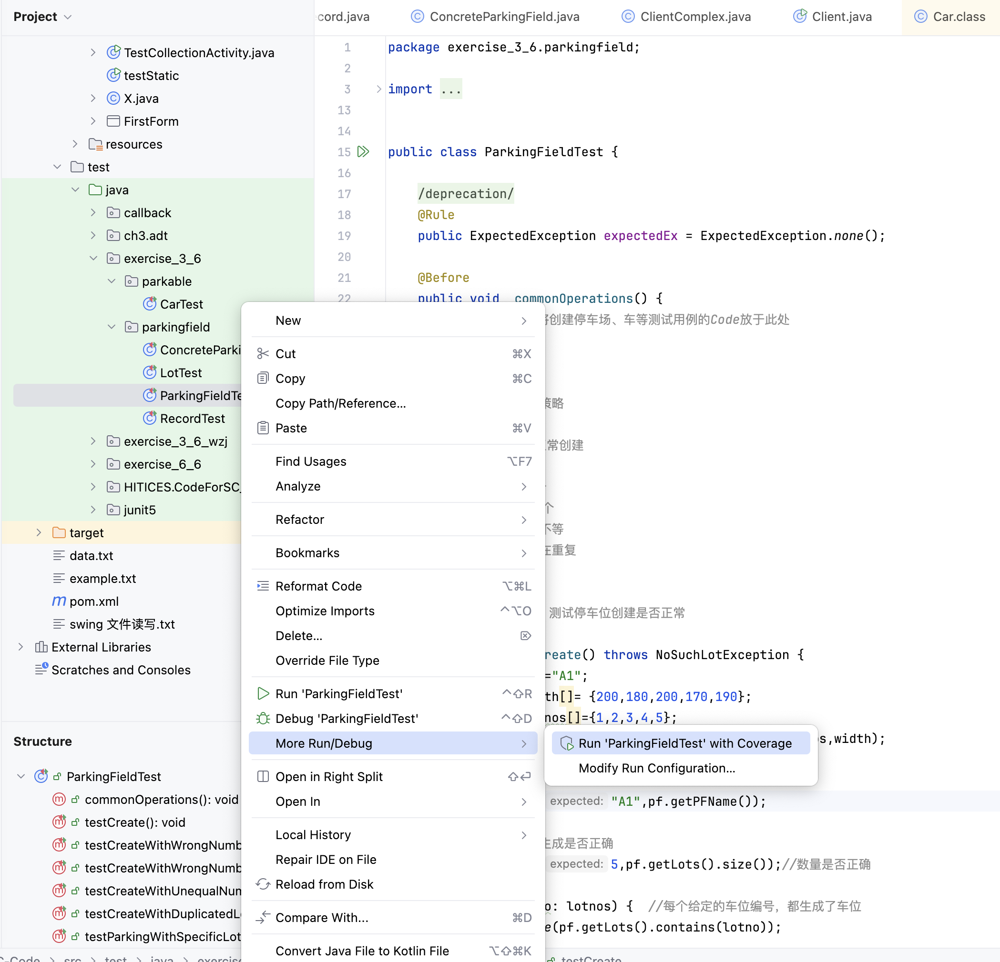 Project
TestCollectionActivity.java
testStatic
X.java
FirstForm
resources
test
java
callback
ch3.adt
exercise_3_6
parkable
CarTest
parkingfield
ConcreteParki
LotTest
ParkingFieldTe
RecordTest
exercise_3_6_wzj
exercise_6_6
HITICES.CodeForSC_
junit5
target
data.txt
example.txt
pom.xml
swing 文件读写.txt
External Libraries
Scratches and Consoles
Structure
ParkingFieldTest
commonOperations(): void
testCreate(): void
testCreateWithWrongNumb
testCreateWithWrongNumb
testCreateWithUnequalNum
testCreateWithDuplicatedLo
testParkingWithSpecificLot
C-Code > src > test > java > exercise
cord.java ConcreteParkingField.java ClientComplex.java Client.java Car.class
1 package exercise_3_6.parkingfield;
2
3 import ...
13
14
15 public class ParkingFieldTest {
16
17 /deprecation/
18 @Rule
19 public ExpectedException expectedEx = ExpectedException.none();
20
21 @Before
22 public void commonOperations() {
将创建停车场、车等测试用例的Code放于此处
策略
常创建
个
不等
在重复
测试停车位创建是否正常
reate() throws NoSuchLotException {
="A1";
th[]= {200,180,200,170,190};
nos[]={1,2,3,4,5};
s,width);
expected: "A1",pf.getPFName());
生成是否正确
expected: 5,pf.getLots().size());//数量是否正确
o: lotnos) { //每个给定的车位编号，都生成了车位
e(pf.getLots().contains(lotno));
testCreate
New
Cut ⌘X
Copy ⌘C
Copy Path/Reference...
Paste ⌘V
Find Usages ⌥F7
Analyze
Refactor
Bookmarks
Reformat Code ⌥⌘L
Optimize Imports ^⌥O
Delete... ⌦
Override File Type
Run 'ParkingFieldTest' ^⇧R
Debug 'ParkingFieldTest' ^⇧D
More Run/Debug
Open in Right Split ⇧↩
Open In
Local History
Repair IDE on File
Reload from Disk
Compare With... ⌘D
Convert Java File to Kotlin File ⌥⇧⌘K
Run 'ParkingFieldTest' with Coverage
Modify Run Configuration...